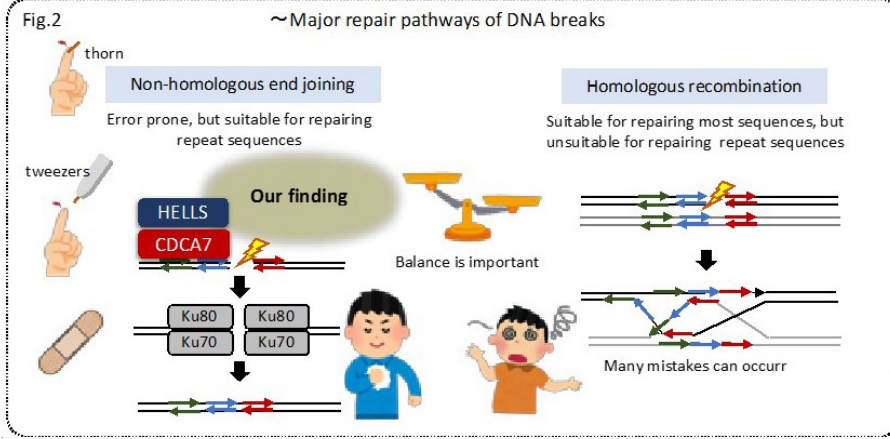 Fig.2
～Major repair pathways of DNA breaks
thorn
Non-homologous end joining
Error prone, but suitable for repairing
repeat sequences
Homologous recombination
Suitable for repairing most sequences, but
unsuitable for repairing repeat sequences
tweezers
Our finding
HELLS
CDCA7
Balance is important
Ku80
Ku80
Ku70
Ku70
Many mistakes can occurr